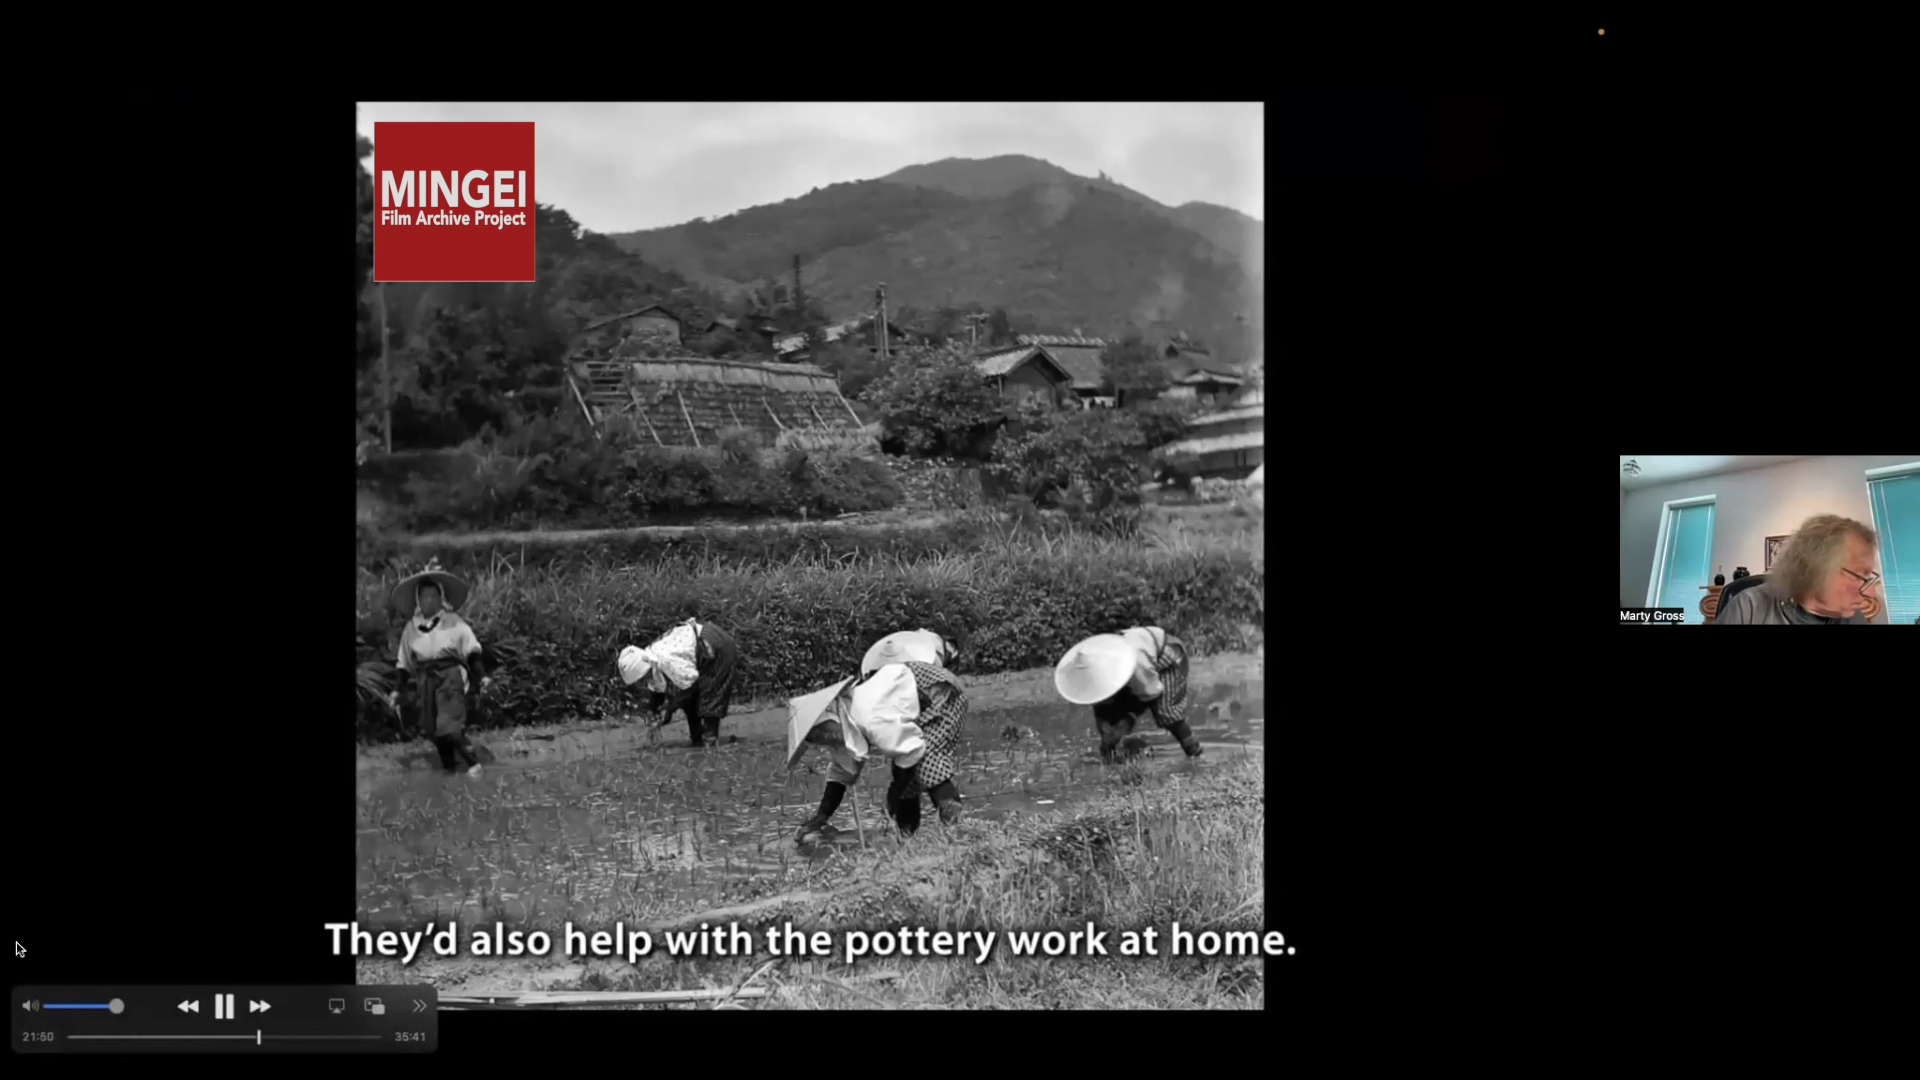 MINGEI
Film Archive Project
Marty Gross
They'd also help with the pottery work at home.
21:50
35:41